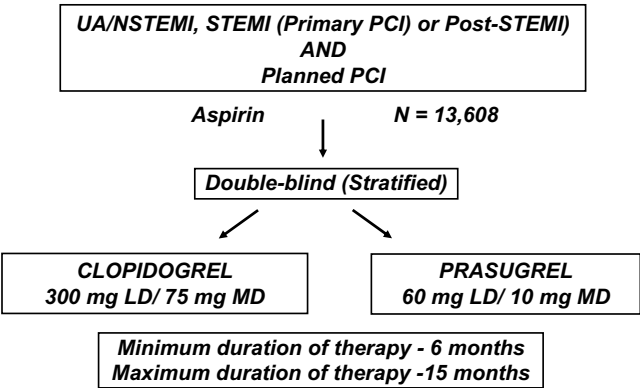 UA/NSTEMI, STEMI (Primary PCI) or Post-STEMI)
AND
Planned PCI
Aspirin N = 13,608
Double-blind (Stratified)
CLOPIDOGREL
300 mg LD/ 75 mg MD
PRASUGREL
60 mg LD/ 10 mg MD
Minimum duration of therapy - 6 months
Maximum duration of therapy -15 months